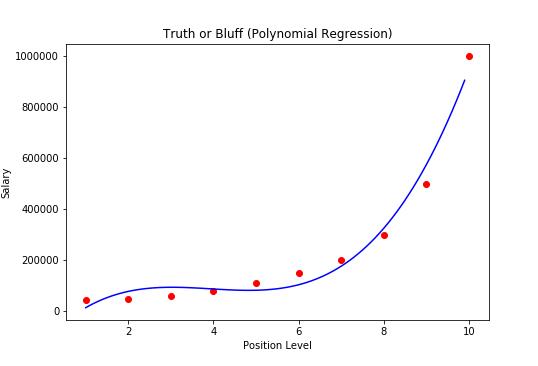 Truth or Bluff (Polynomial Regression)
1000000
800000
600000
400000
200000
0
Salary
2 4 6 8 10
Position Level